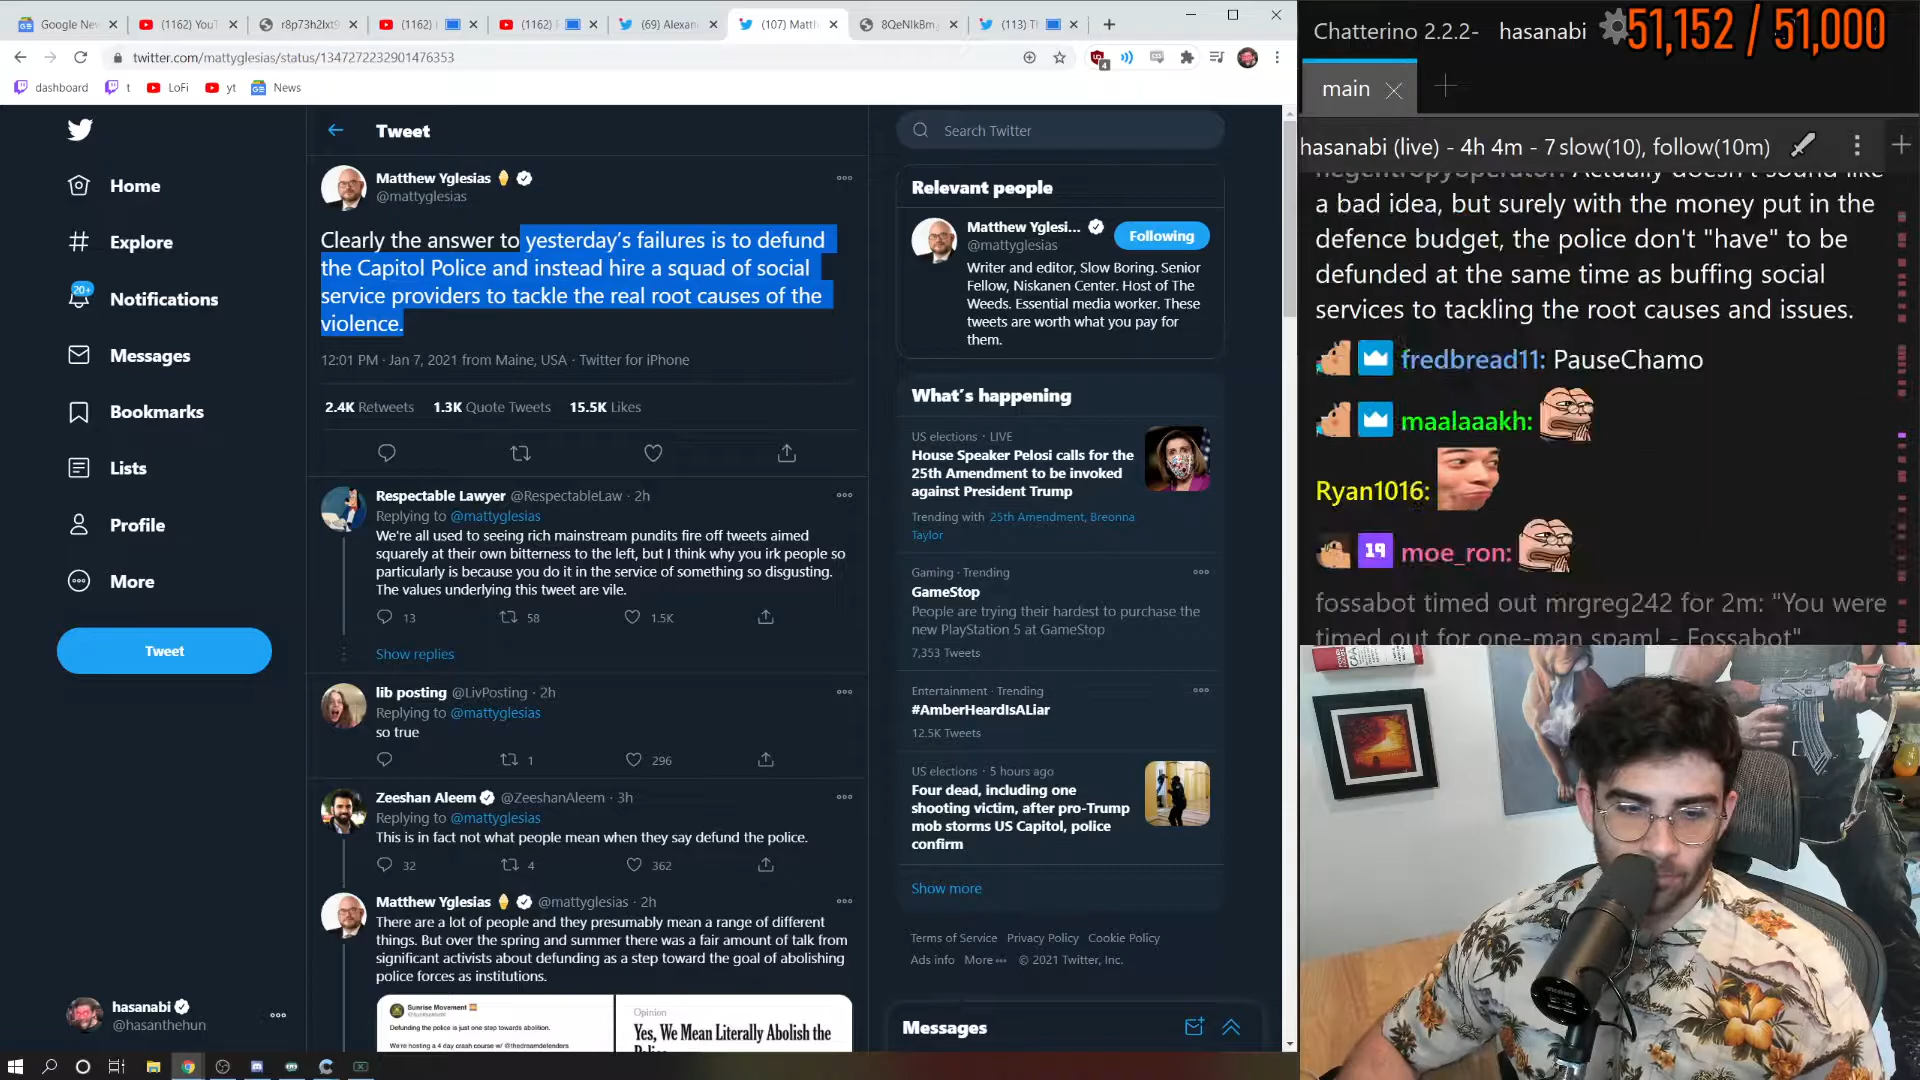 Google Nev
(1162) YouT
r8p73h2lxt9
(1162)
(1162)
(69) Alexan
(107) Matth
8QeNIkBm
(113) T
twitter.com/mattyglesias/status/1347272232901476353
4
dashboard
t
LoFi
yt
News
Home
Explore
20+
Notifications
Messages
Bookmarks
Lists
Profile
More
Tweet
hasanabi
@hasanthehun
Tweet
Matthew Yglesias
@mattyglesias
Clearly the answer to yesterday's failures is to defund
the Capitol Police and instead hire a squad of social
service providers to tackle the real root causes of the
violence.
12:01 PM · Jan 7, 2021 from Maine, USA · Twitter for iPhone
2.4K Retweets 1.3K Quote Tweets 15.5K Likes
Respectable Lawyer @RespectableLaw · 2h
Replying to @mattyglesias
We're all used to seeing rich mainstream pundits fire off tweets aimed
squarely at their own bitterness to the left, but I think why you irk people so
particularly is because you do it in the service of something so disgusting.
The values underlying this tweet are vile.
13 58 1.5K
Show replies
lib posting @LivPosting · 2h
Replying to @mattyglesias
so true
1 296
Zeeshan Aleem @ZeeshanAleem · 3h
Replying to @mattyglesias
This is in fact not what people mean when they say defund the police.
32 4 362
Matthew Yglesias @mattyglesias · 2h
There are a lot of people and they presumably mean a range of different
things. But over the spring and summer there was a fair amount of talk from
significant activists about defunding as a step toward the goal of abolishing
police forces as institutions.
Sunrise Movement
Defunding the police is just one step towards abolition.
We're hosting a 4 day crash course w/ @thedreamdefenders
Opinion
Yes, We Mean Literally Abolish the
Search Twitter
Relevant people
Matthew Yglesi...
@mattyglesias
Following
Writer and editor, Slow Boring. Senior
Fellow, Niskanen Center. Host of The
Weeds. Essential media worker. These
tweets are worth what you pay for
them.
What's happening
US elections · LIVE
House Speaker Pelosi calls for the
25th Amendment to be invoked
against President Trump
Trending with 25th Amendment, Breonna
Taylor
Gaming · Trending
GameStop
People are trying their hardest to purchase the
new PlayStation 5 at GameStop
7,353 Tweets
Entertainment · Trending
#AmberHeardIsALiar
12.5K Tweets
US elections · 5 hours ago
Four dead, including one
shooting victim, after pro-Trump
mob storms US Capitol, police
confirm
Show more
Terms of Service Privacy Policy Cookie Policy
Ads info More © 2021 Twitter, Inc.
Messages
Chatterino 2.2.2- hasanabi
51,152 / 51,000
main
hasanabi (live) - 4h 4m - 7 slow(10), follow(10m)
negentropyoperator: Actually doesn't sound like
a bad idea, but surely with the money put in the
defence budget, the police don't "have" to be
defunded at the same time as buffing social
services to tackling the root causes and issues.
fredbread11: PauseChamo
maalaaakh:
Ryan1016:
19 moe_ron:
fossabot timed out mrgreg242 for 2m: "You were
timed out for one-man spam! - Fossabot"